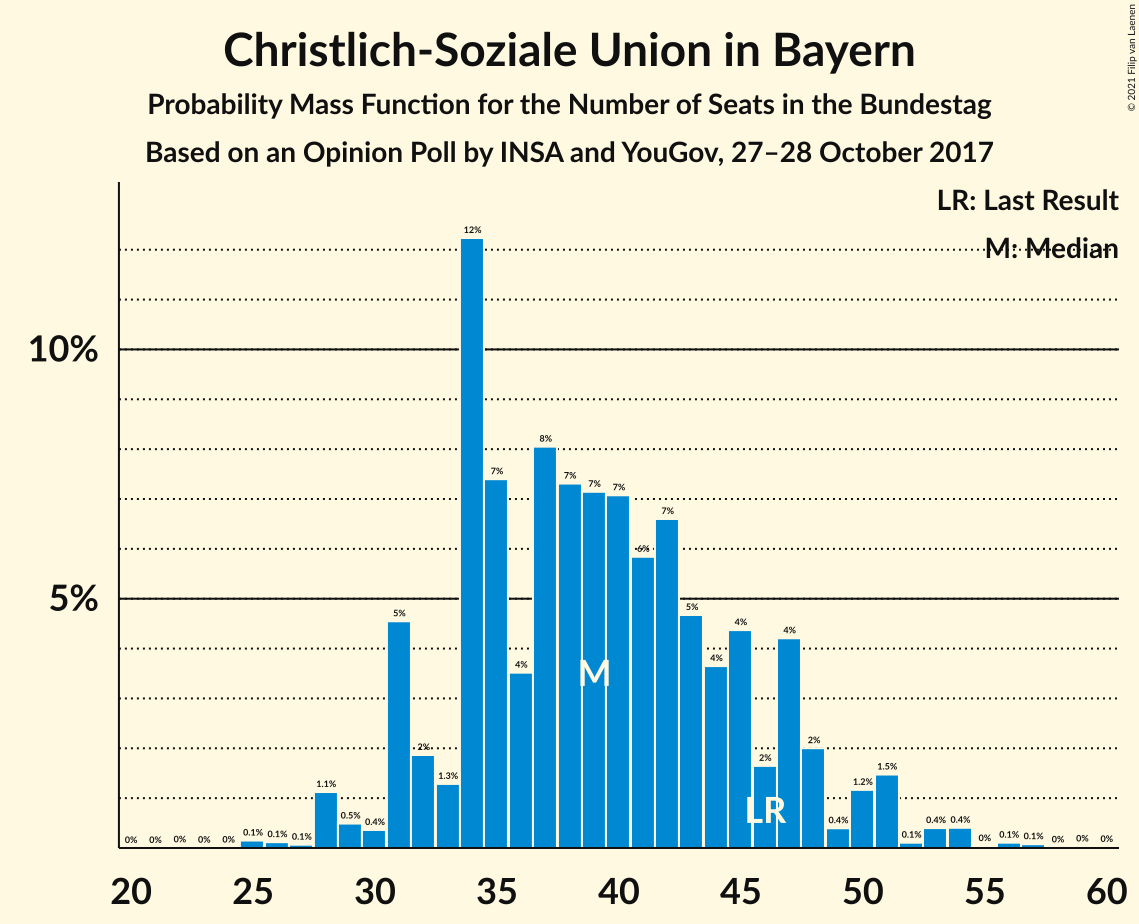 Christlich-Soziale Union in Bayern
Probability Mass Function for the Number of Seats in the Bundestag
Based on an Opinion Poll by INSA and YouGov, 27–28 October 2017
© 2021 Filip van Laenen
LR: Last Result
M: Median
10%
5%
0% 0% 0% 0% 0% 0.1% 0.1% 0.1% 1.1% 0.5% 0.4% 5% 2% 1.3% 12% 7% 4% 8% 7% 7% 7% 6% 7% 5% 4% 4% 2% 4% 2% 0.4% 1.2% 1.5% 0.1% 0.4% 0.4% 0% 0.1% 0.1% 0% 0% 0%
M
LR
20 25 30 35 40 45 50 55 60